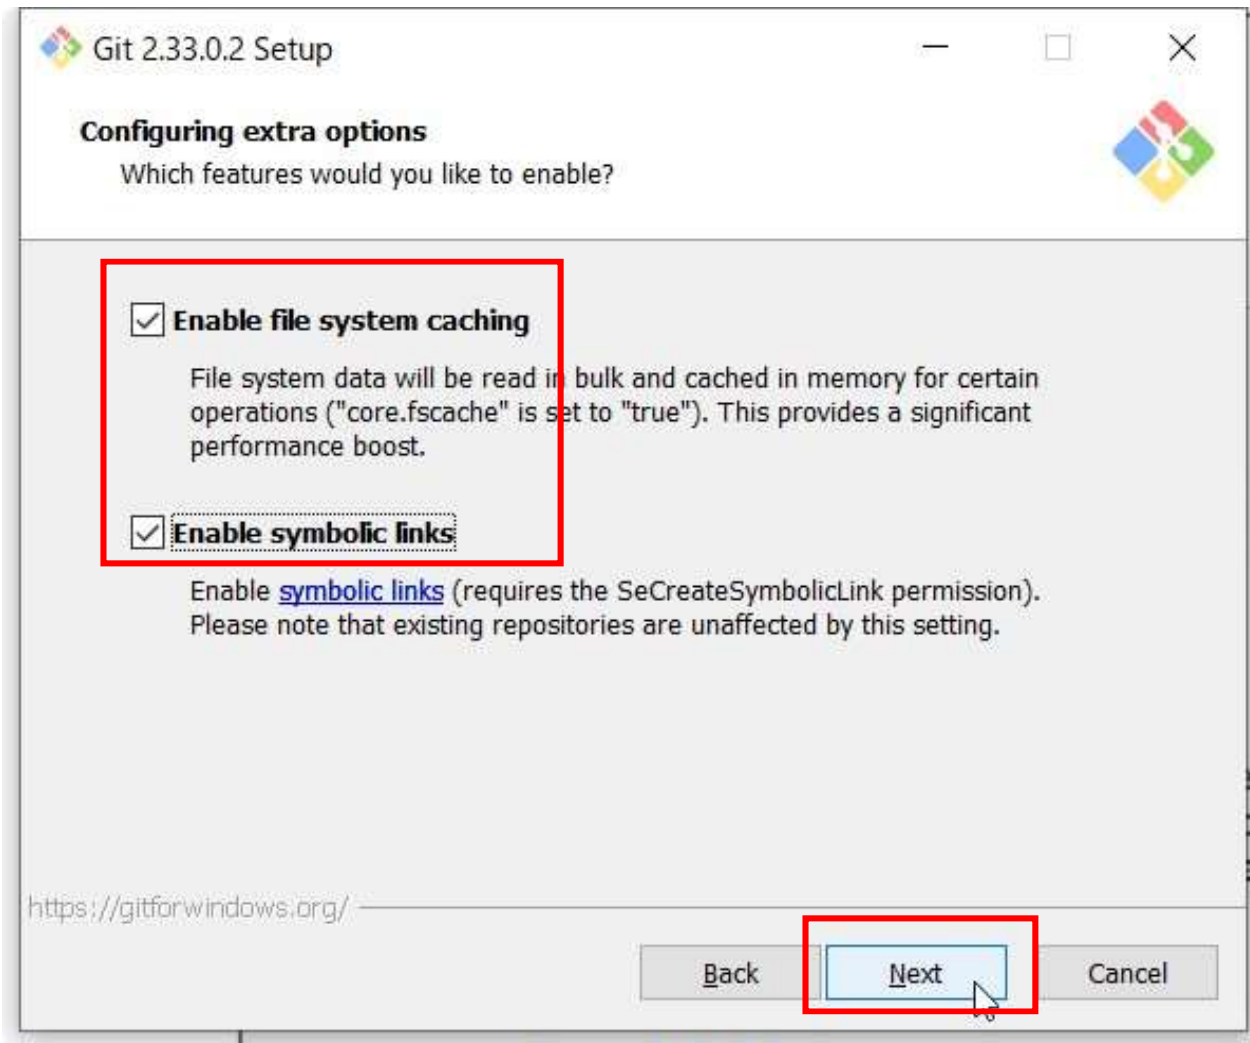 Git 2.33.0.2 Setup
Configuring extra options
Which features would you like to enable?
Enable file system caching
File system data will be read in bulk and cached in memory for certain
operations ("core.fscache" is set to "true"). This provides a significant
performance boost.
Enable symbolic links
Enable symbolic links (requires the SeCreateSymbolicLink permission).
Please note that existing repositories are unaffected by this setting.
https://gitforwindows.org/
Back
Next
Cancel